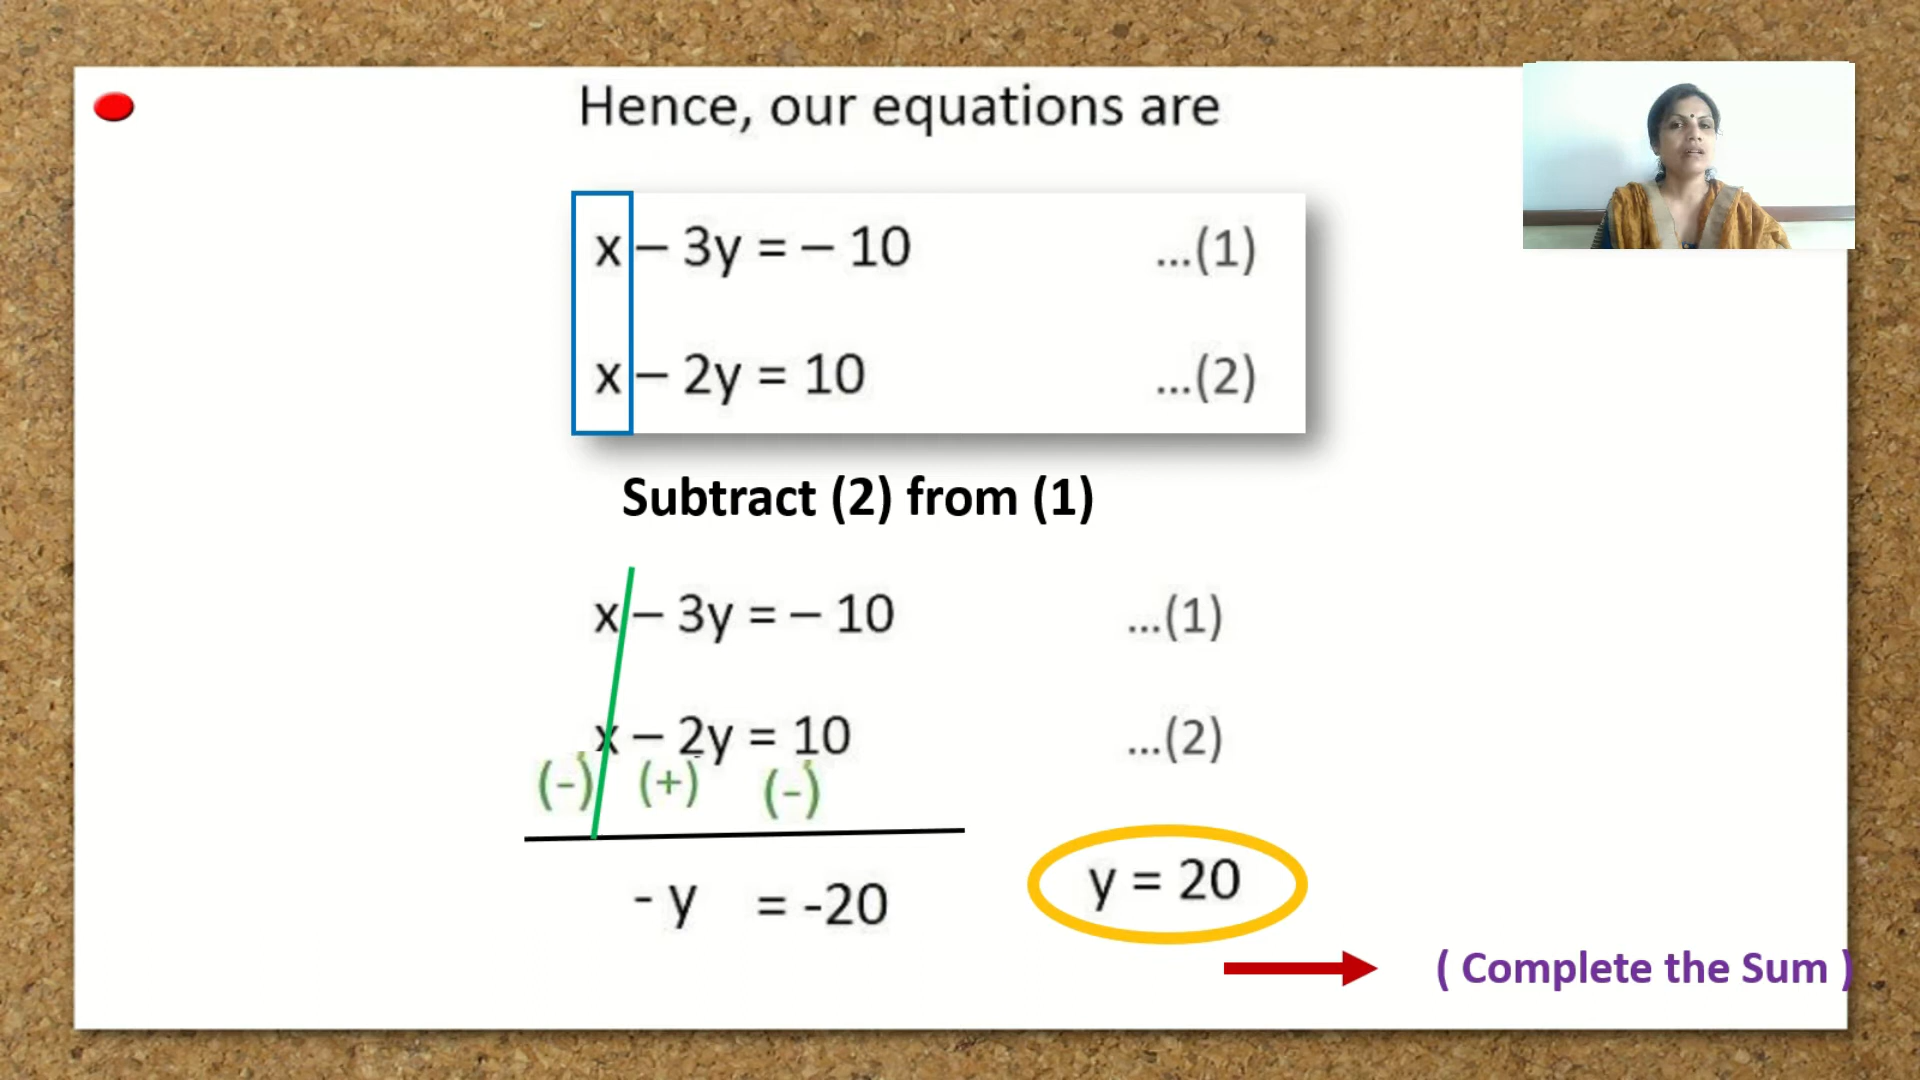 Hence, our equations are
x – 3y = – 10 ...(1)
x – 2y = 10 ...(2)
Subtract (2) from (1)
x – 3y = – 10 ...(1)
x – 2y = 10 ...(2)
(-) (+) (-)
- y = -20 y = 20
( Complete the Sum )